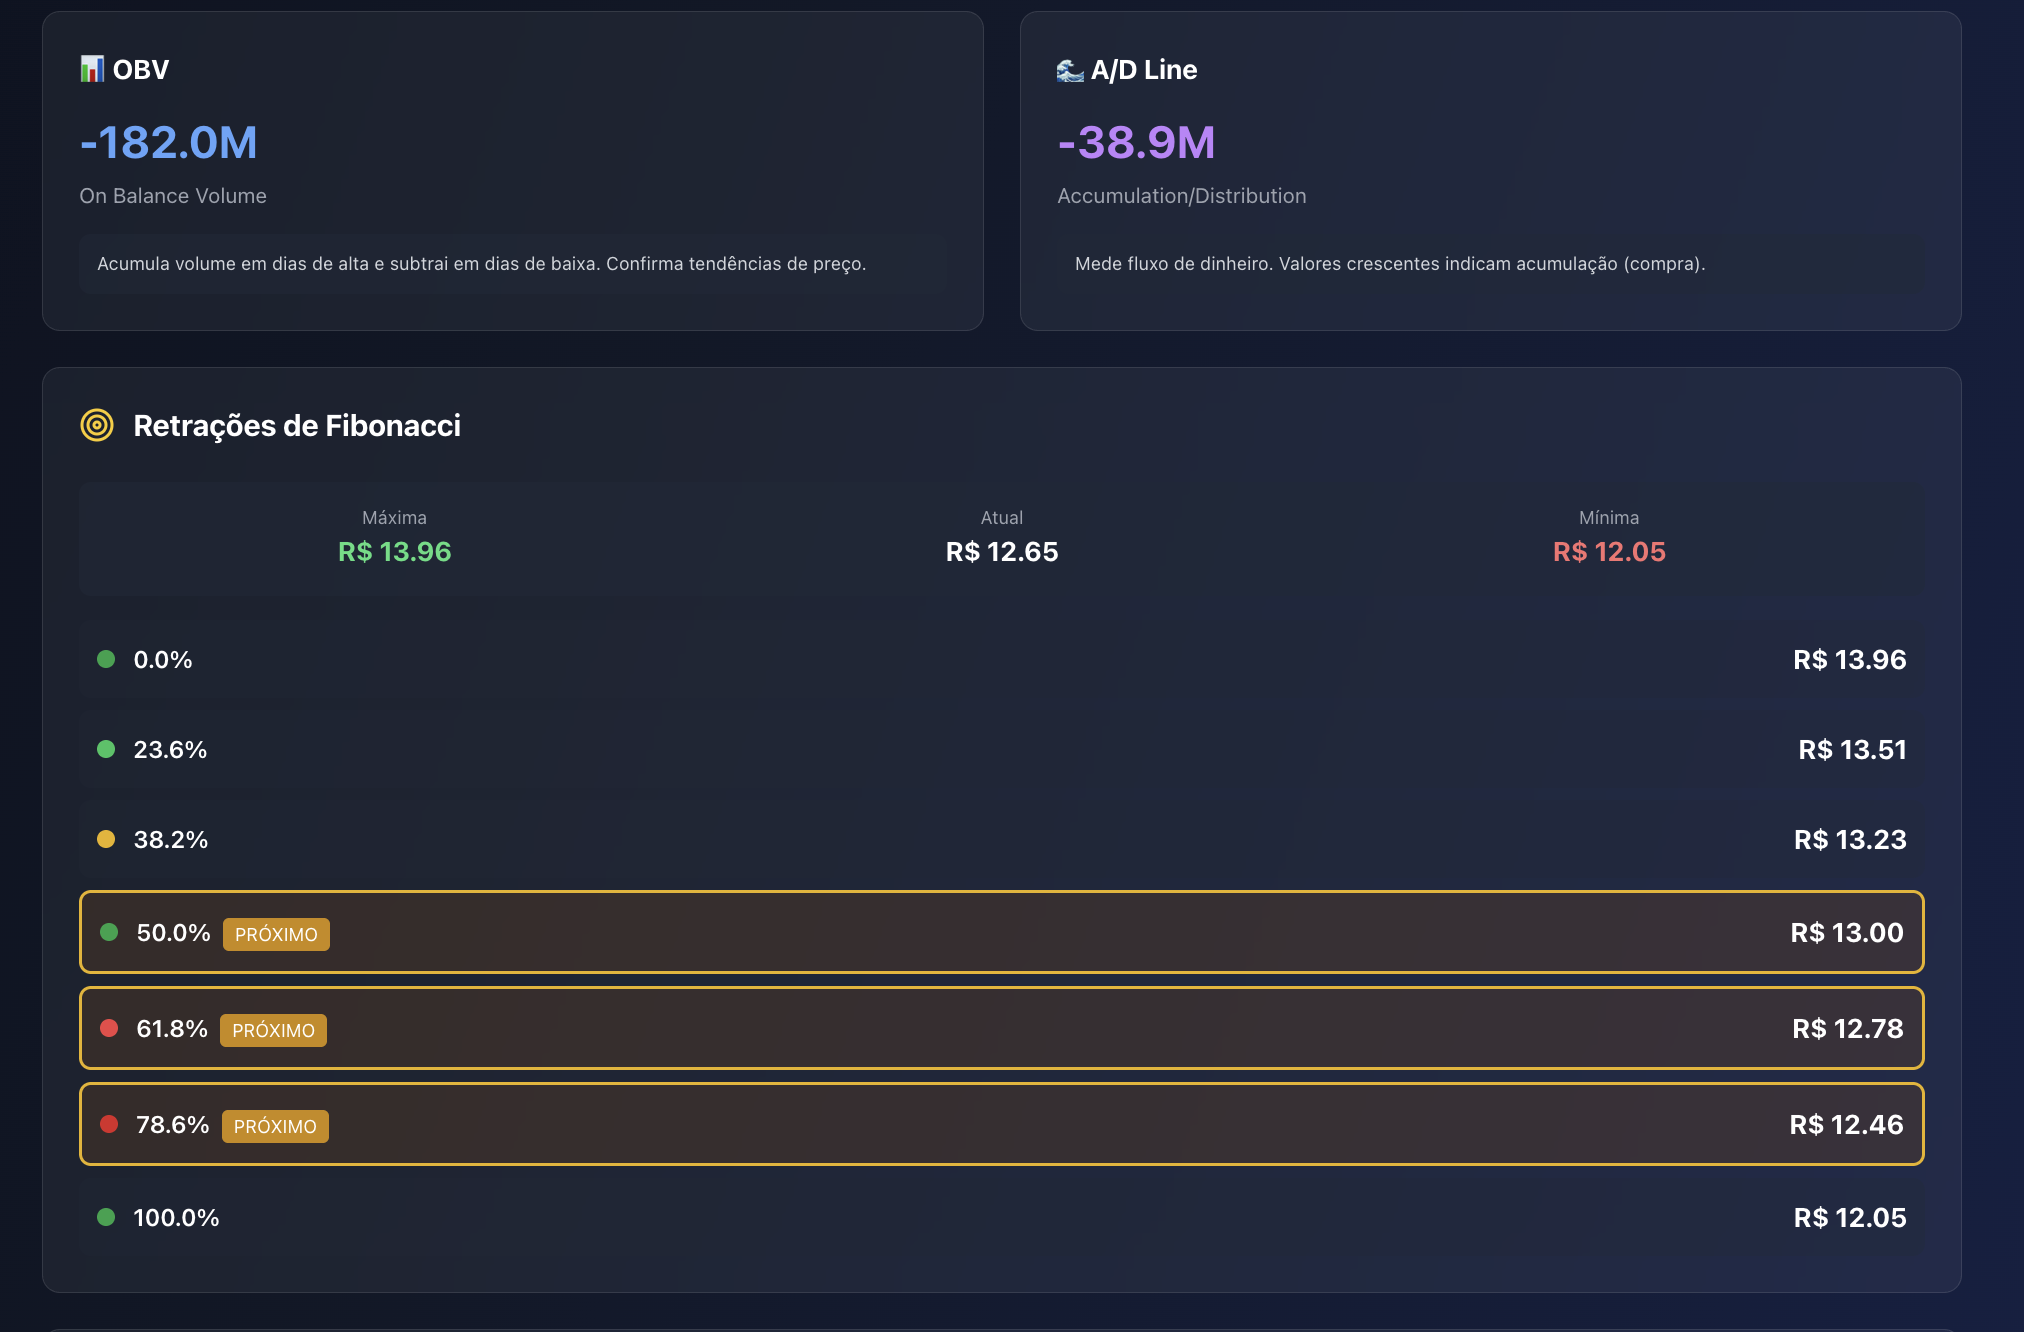 📊 OBV
-182.0M
On Balance Volume
Acumula volume em dias de alta e subtrai em dias de baixa. Confirma tendências de preço.
🌊 A/D Line
-38.9M
Accumulation/Distribution
Mede fluxo de dinheiro. Valores crescentes indicam acumulação (compra).
Retrações de Fibonacci
Máxima
R$ 13.96
Atual
R$ 12.65
Mínima
R$ 12.05
0.0% R$ 13.96
23.6% R$ 13.51
38.2% R$ 13.23
50.0% PRÓXIMO R$ 13.00
61.8% PRÓXIMO R$ 12.78
78.6% PRÓXIMO R$ 12.46
100.0% R$ 12.05